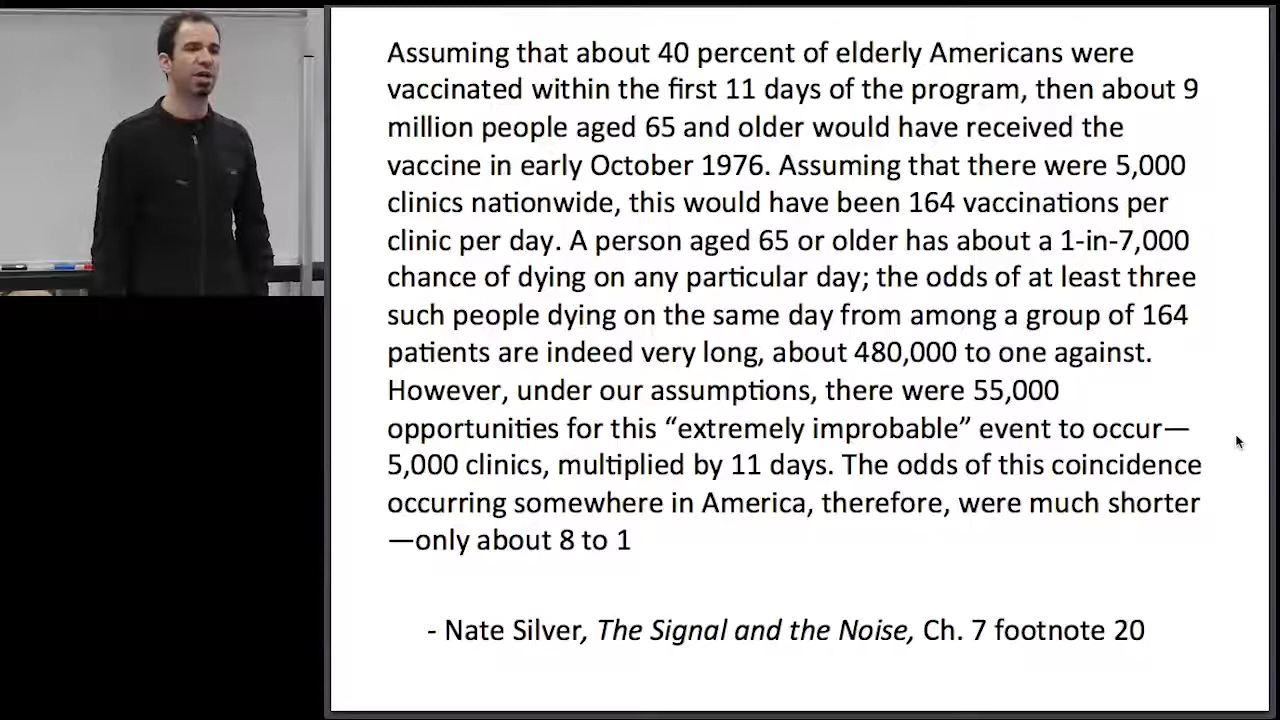 Assuming that about 40 percent of elderly Americans were
vaccinated within the first 11 days of the program, then about 9
million people aged 65 and older would have received the
vaccine in early October 1976. Assuming that there were 5,000
clinics nationwide, this would have been 164 vaccinations per
clinic per day. A person aged 65 or older has about a 1-in-7,000
chance of dying on any particular day; the odds of at least three
such people dying on the same day from among a group of 164
patients are indeed very long, about 480,000 to one against.
However, under our assumptions, there were 55,000
opportunities for this “extremely improbable” event to occur—
5,000 clinics, multiplied by 11 days. The odds of this coincidence
occurring somewhere in America, therefore, were much shorter
—only about 8 to 1
- Nate Silver, The Signal and the Noise, Ch. 7 footnote 20